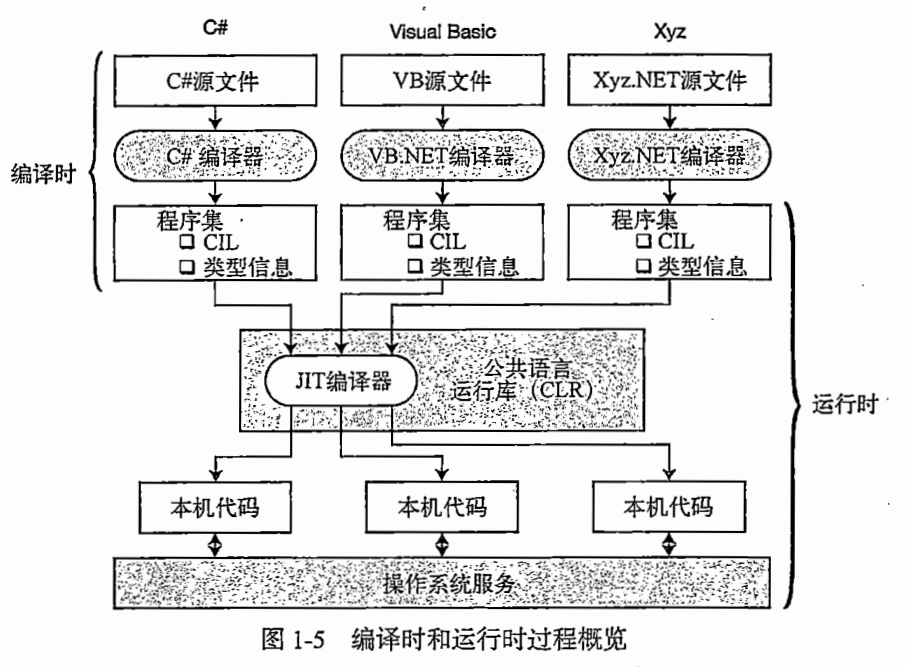 C#
Visual Basic
Xyz
C#源文件
VB源文件
Xyz.NET源文件
编译时
C# 编译器
VB.NET编译器
Xyz.NET编译器
程序集
❏ CIL
❏ 类型信息
程序集
❏ CIL
❏ 类型信息
程序集
❏ CIL
❏ 类型信息
JIT编译器
公共语言
运行库（CLR）
运行时
本机代码
本机代码
本机代码
操作系统服务
图 1-5 编译时和运行时过程概览